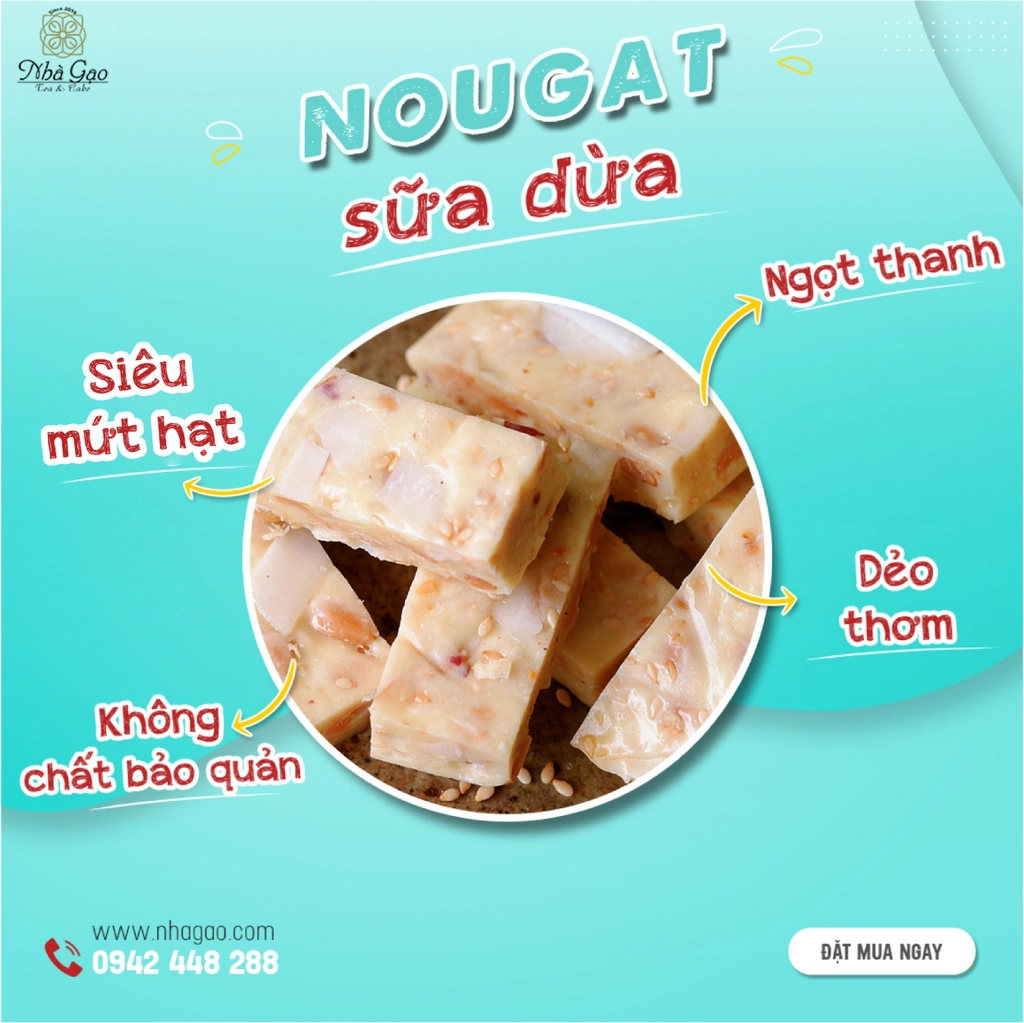 Since 2016
Nhà Gạo
Tea & Cake
NOUGAT
sữa dừa
Ngọt thanh
Siêu
mứt hạt
Dẻo
thơm
Không
chất bảo quản
www.nhagao.com
0942 448 288
ĐẶT MUA NGAY